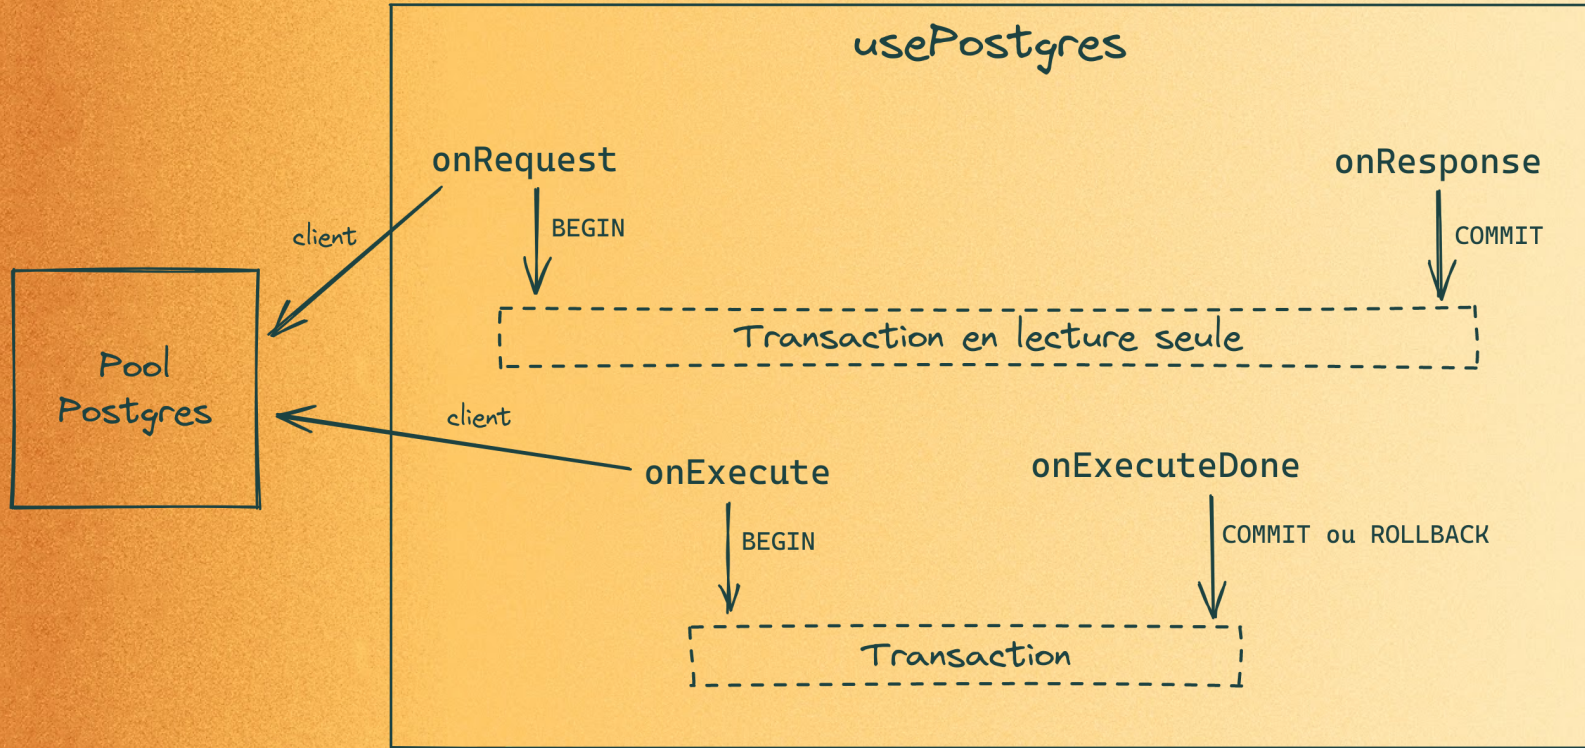 usePostgres
onRequest
onResponse
client
BEGIN
COMMIT
Transaction en lecture seule
Pool
Postgres
client
onExecute
onExecuteDone
BEGIN
COMMIT ou ROLLBACK
Transaction